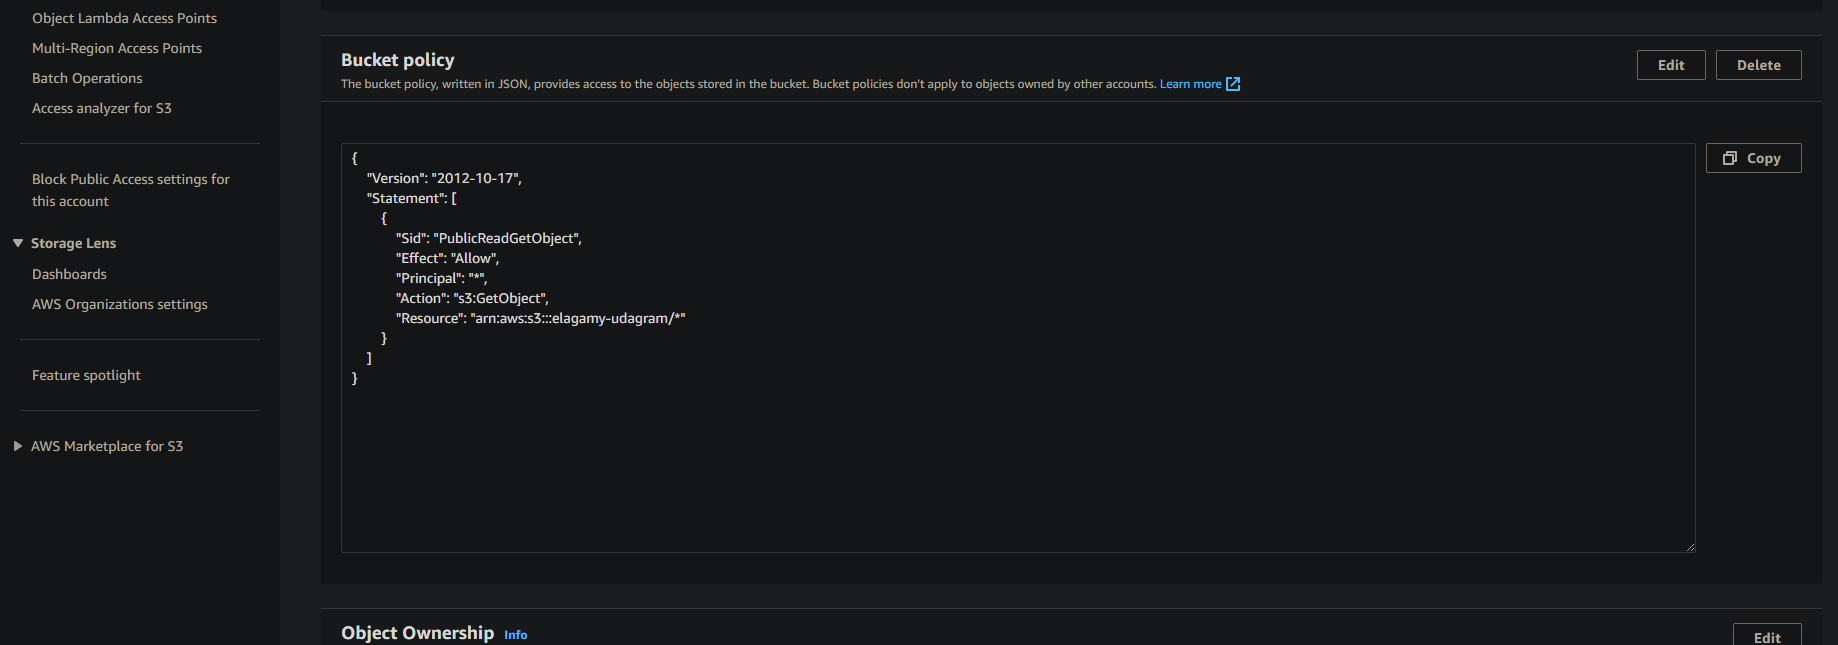 Object Lambda Access Points
Multi-Region Access Points
Batch Operations
Access analyzer for S3
Block Public Access settings for
this account
Storage Lens
Dashboards
AWS Organizations settings
Feature spotlight
AWS Marketplace for S3
Bucket policy
Edit
Delete
The bucket policy, written in JSON, provides access to the objects stored in the bucket. Bucket policies don't apply to objects owned by other accounts. Learn more
Copy
{
"Version": "2012-10-17",
"Statement": [
{
"Sid": "PublicReadGetObject",
"Effect": "Allow",
"Principal": "*",
"Action": "s3:GetObject",
"Resource": "arn:aws:s3:::elagamy-udagram/*"
}
]
}
Object Ownership Info
Edit